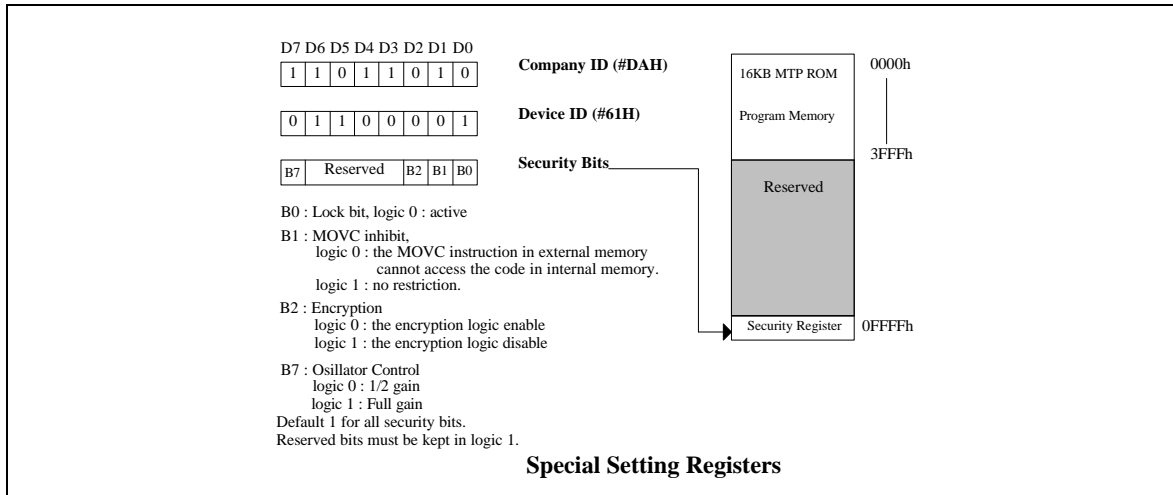 D7 D6 D5 D4 D3 D2 D1 D0
1 1 0 1 1 0 1 0
Company ID (#DAH)
0 1 1 0 0 0 0 1
Device ID (#61H)
B7 Reserved B2 B1 B0
Security Bits
B0 : Lock bit, logic 0 : active
B1 : MOVC inhibit,
logic 0 : the MOVC instruction in external memory
cannot access the code in internal memory.
logic 1 : no restriction.
B2 : Encryption
logic 0 : the encryption logic enable
logic 1 : the encryption logic disable
B7 : Osillator Control
logic 0 : 1/2 gain
logic 1 : Full gain
Default 1 for all security bits.
Reserved bits must be kept in logic 1.
16KB MTP ROM
Program Memory
0000h
3FFFh
Reserved
Security Register
0FFFFh
Special Setting Registers